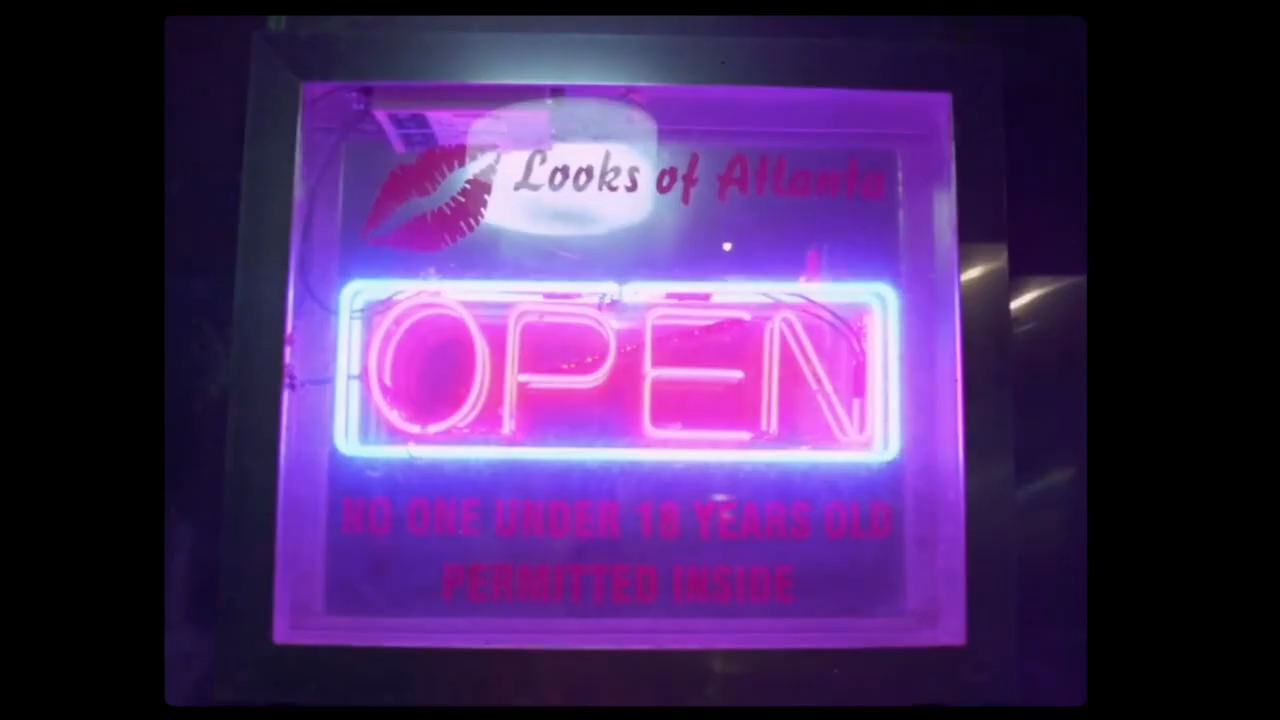 Looks of Atlanta
OPEN
NO ONE UNDER 18 YEARS OLD
PERMITTED INSIDE